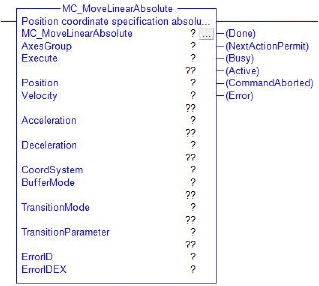 MC_MoveLinearAbsolute
Position coordinate specification absolu...
MC_MoveLinearAbsolute ? ... (Done)
AxesGroup ? (NextActionPermit)
Execute ? (Busy)
?? (Active)
Position ? (CommandAborted)
Velocity ? (Error)
??
Acceleration ?
??
Deceleration ?
??
CoordSystem ?
BufferMode ?
??
TransitionMode ?
??
TransitionParameter ?
??
ErrorID ?
ErrorIDEX ?